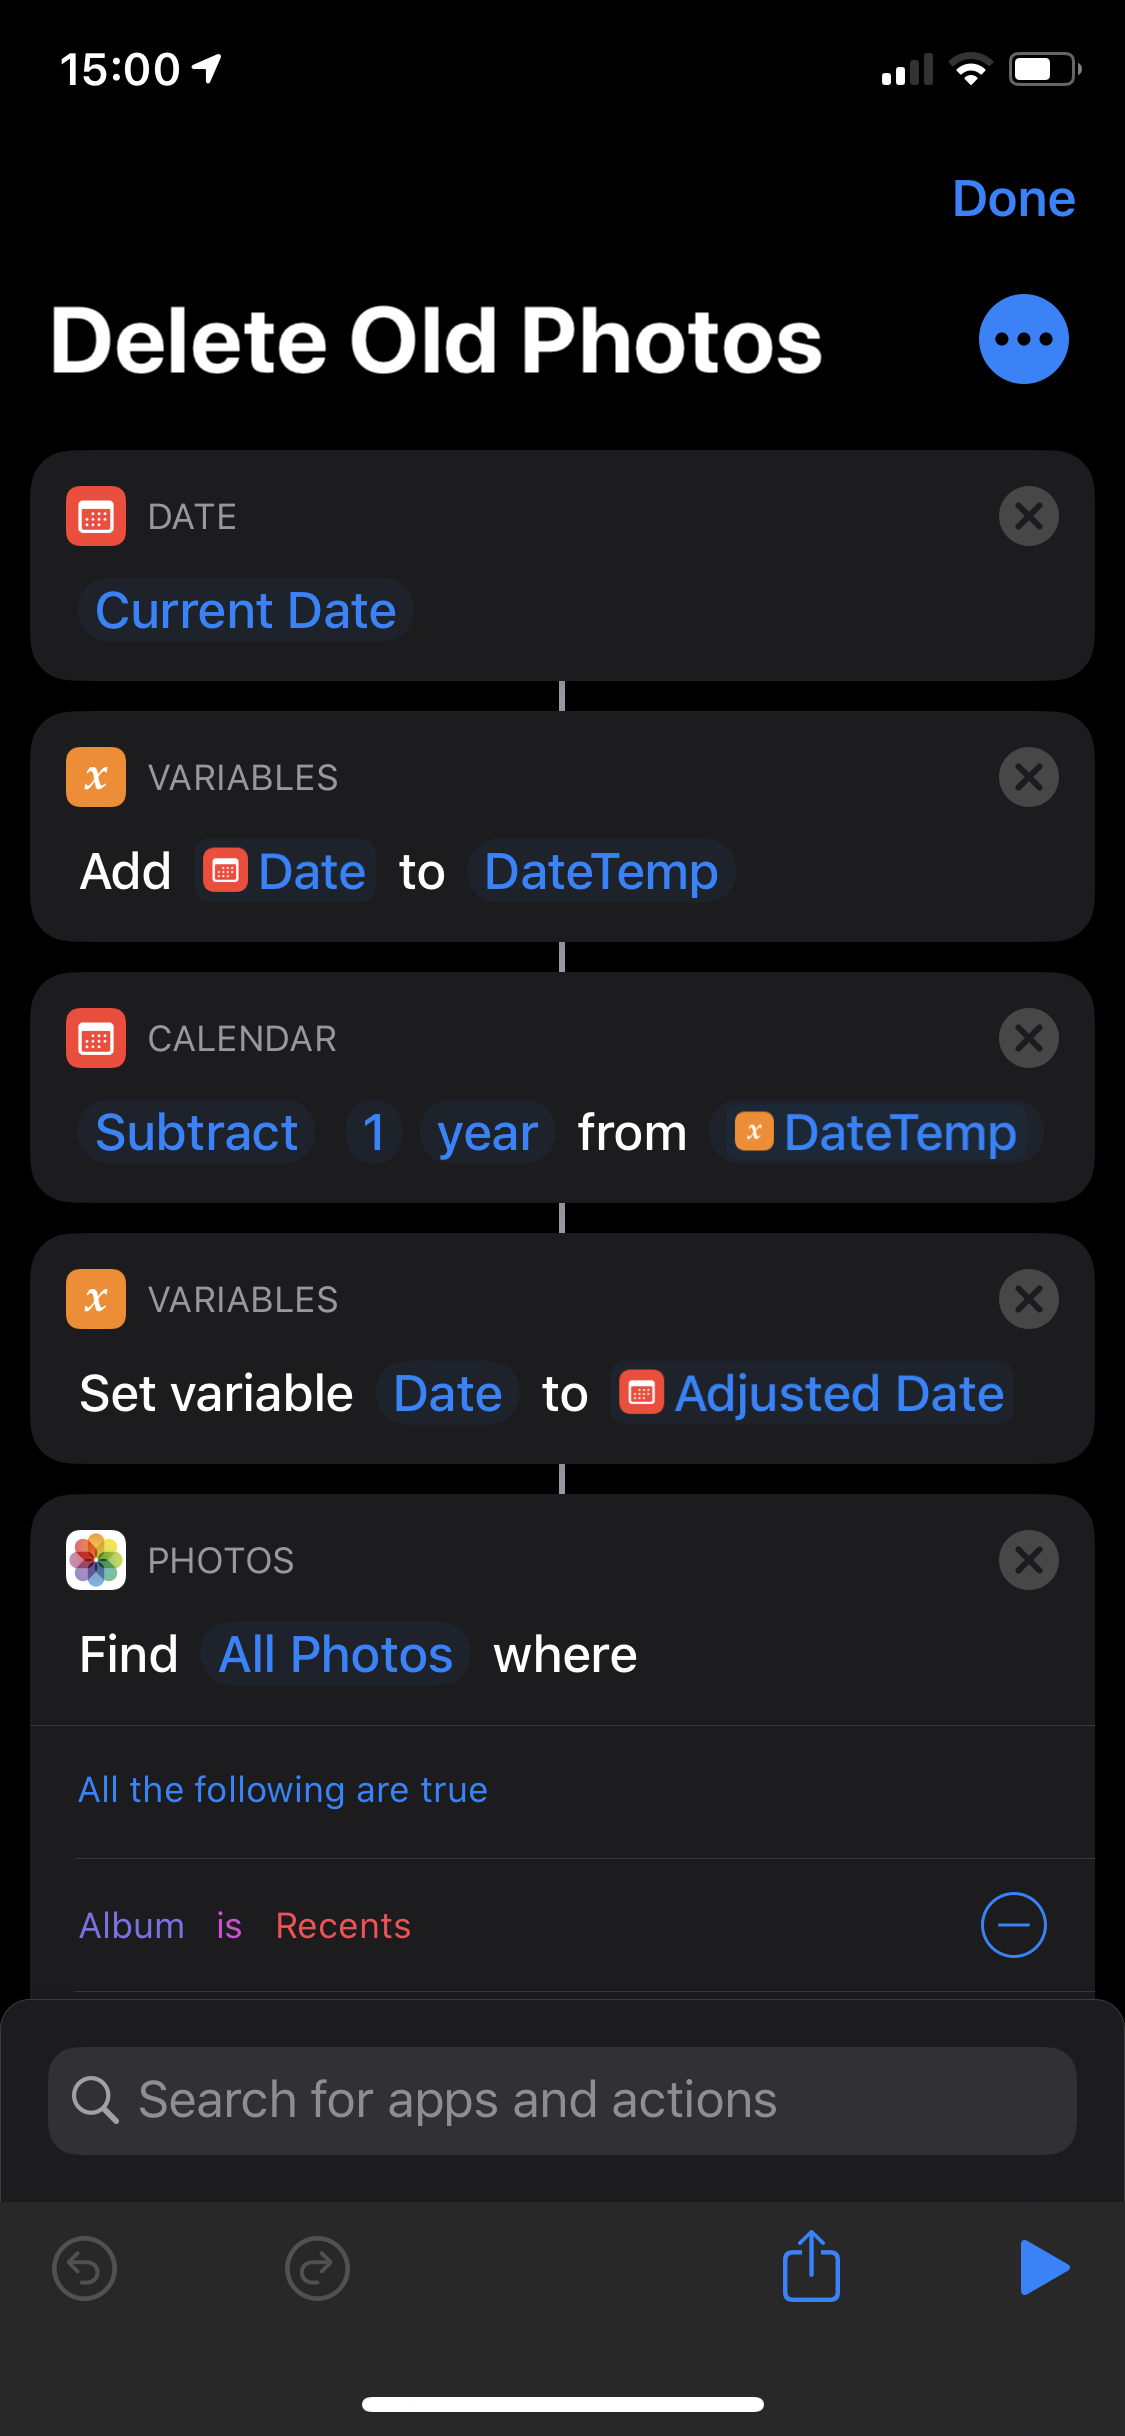 15:00
Done
Delete Old Photos
DATE
Current Date
VARIABLES
Add Date to DateTemp
CALENDAR
Subtract 1 year from x DateTemp
VARIABLES
Set variable Date to Adjusted Date
PHOTOS
Find All Photos where
All the following are true
Album is Recents
Search for apps and actions